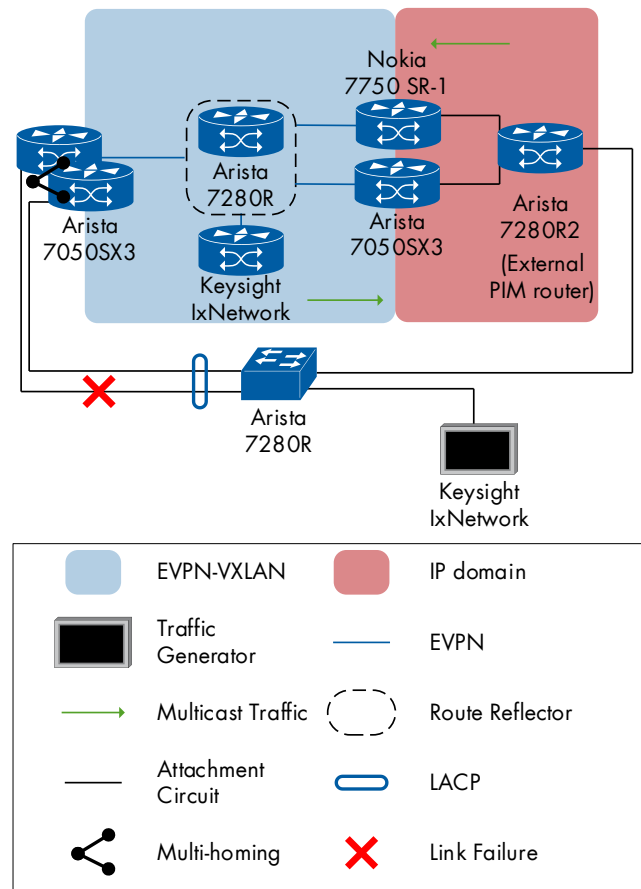 Nokia
7750 SR-1
Arista
7280R
Arista
7050SX3
Arista
7050SX3
Arista
7280R2
(External
PIM router)
Keysight
IxNetwork
Arista
7280R
Keysight
IxNetwork
EVPN-VXLAN
IP domain
Traffic
Generator
EVPN
Multicast Traffic
Route Reflector
Attachment
Circuit
LACP
Multi-homing
Link Failure